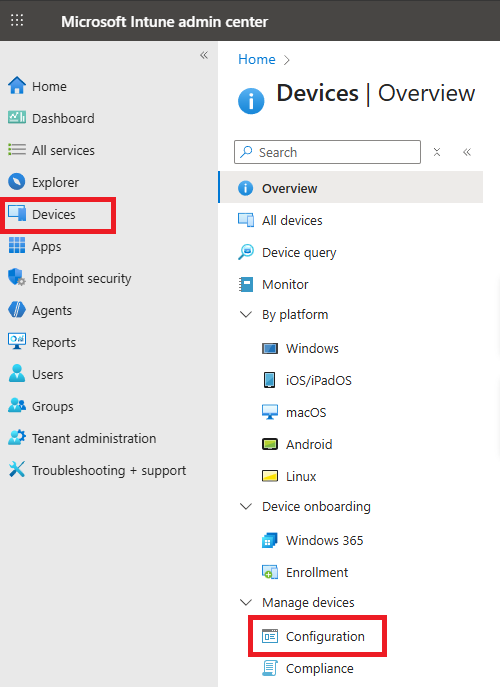 Microsoft Intune admin center
Home
Dashboard
All services
Explorer
Devices
Apps
Endpoint security
Agents
Reports
Users
Groups
Tenant administration
Troubleshooting + support
Home
Devices | Overview
Search
Overview
All devices
Device query
Monitor
By platform
Windows
iOS/iPadOS
macOS
Android
Linux
Device onboarding
Windows 365
Enrollment
Manage devices
Configuration
Compliance